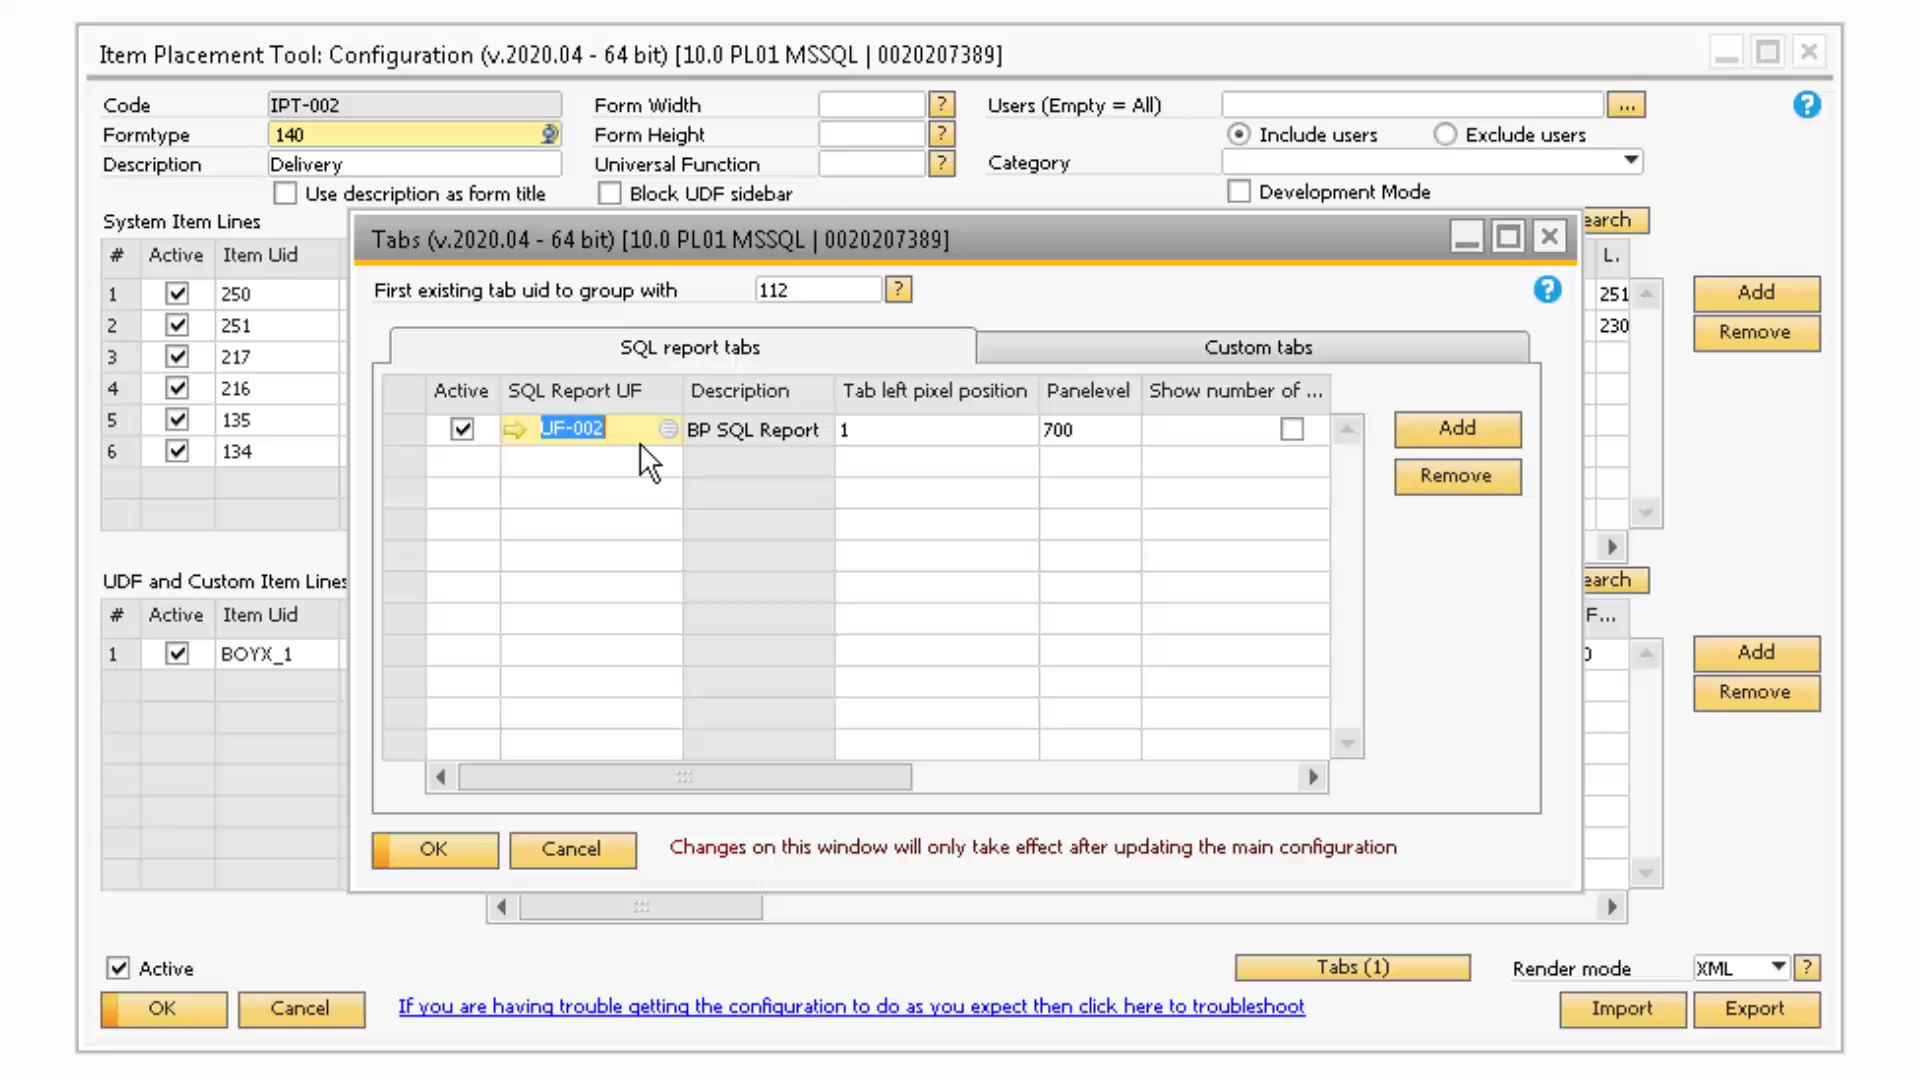 Item Placement Tool: Configuration (v.2020.04 - 64 bit) [10.0 PL01 MSSQL | 0020207389]
Code IPT-002 Form Width ? Users (Empty = All) ... ?
Formtype 140 Form Height ? Include users Exclude users
Description Delivery Universal Function ? Category
Use description as form title Block UDF sidebar Development Mode
System Item Lines earch
# Active Item Uid L.
1 250 251 Add
2 251 230 Remove
3 217
4 216
5 135
6 134
Tabs (v.2020.04 - 64 bit) [10.0 PL01 MSSQL | 0020207389]
First existing tab uid to group with 112 ? ?
SQL report tabs Custom tabs
Active SQL Report UF Description Tab left pixel position Panelevel Show number of ...
UF-002 BP SQL Report 1 700 Add
Remove
OK Cancel Changes on this window will only take effect after updating the main configuration
UDF and Custom Item Lines earch
# Active Item Uid F...
1 BOYX_1 Add
Remove
Active Tabs (1) Render mode XML ?
OK Cancel If you are having trouble getting the configuration to do as you expect then click here to troubleshoot Import Export